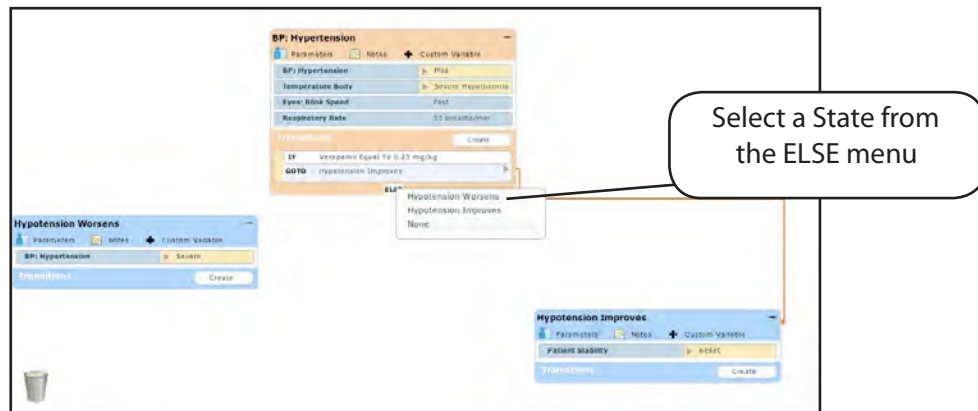 BP: Hypertension
Parameters Notes Custom Variable
BP: Hypertension Mild
Temperature Body Severe Hypothermia
Eyes: Blink Speed Fast
Respiratory Rate
Transitions Create
IF Verapamil Equal To 0.25 mg/kg
GOTO Hypotension Improves
ELSE
Hypotension Worsens
Hypotension Improves
None
Select a State from
the ELSE menu
Hypotension Worsens
Parameters Notes Custom Variable
BP: Hypertension Severe
Transitions Create
Hypotension Improves
Parameters Notes Custom Variable
Patient Stability Reset
Transitions Create